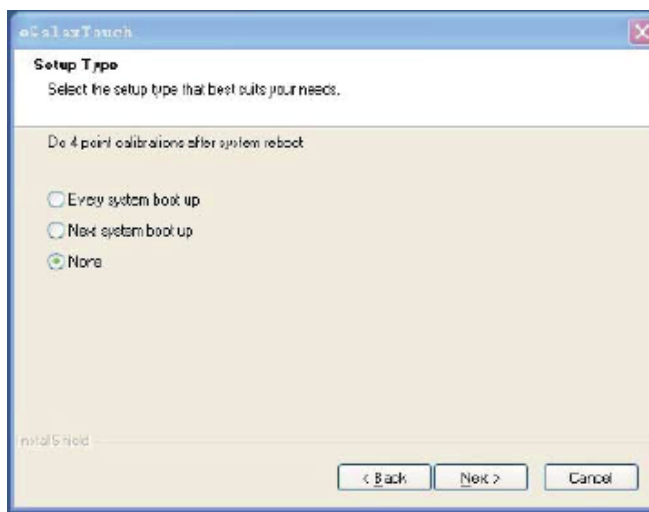 eGalaxTouch
Setup Type
Select the setup type that best suits your needs.
Do 4 point calibrations after system reboot
Every system boot up
Next system boot up
None
InstallShield
< Back
Next >
Cancel